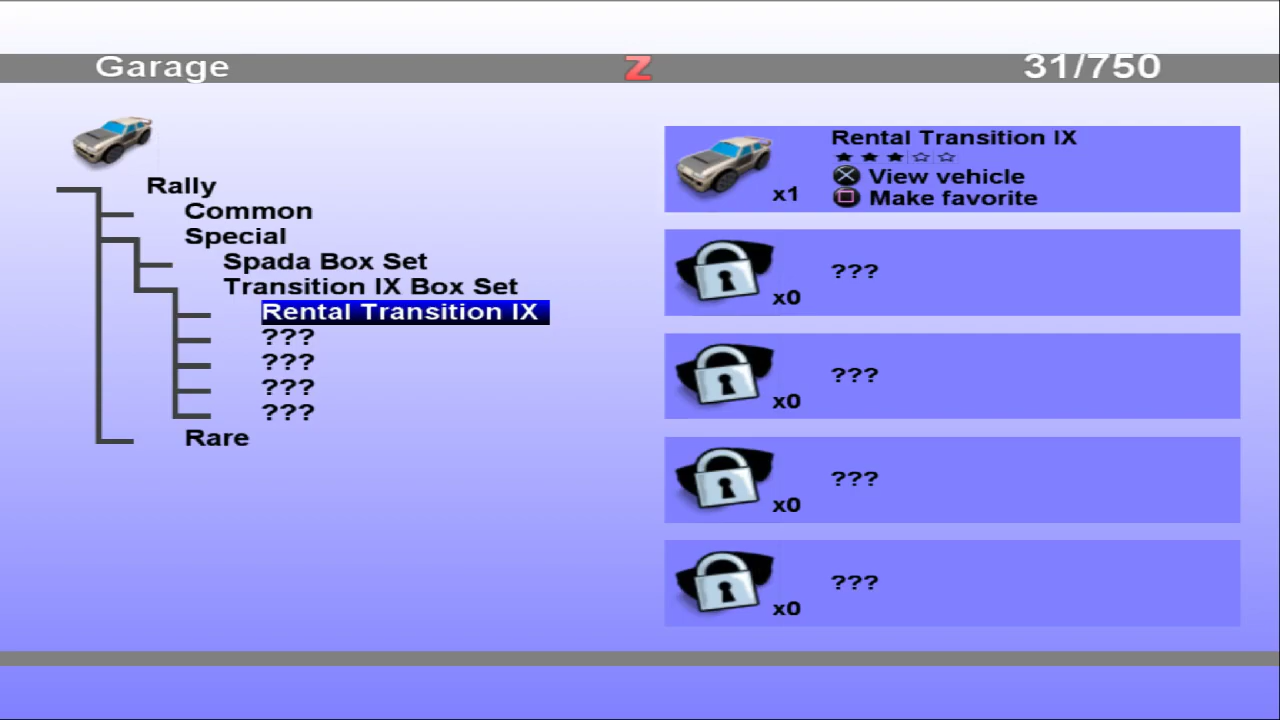 Garage
Z
31/750
Rally
Common
Special
Spada Box Set
Transition IX Box Set
Rental Transition IX
???
???
???
???
Rare
Rental Transition IX
View vehicle
Make favorite
x1
???
x0
???
x0
???
x0
???
x0